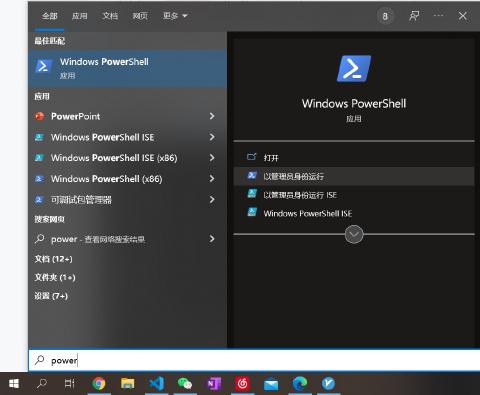 全部 应用 文档 网页 更多 8
最佳匹配
Windows PowerShell
应用
应用
PowerPoint
Windows PowerShell ISE
Windows PowerShell ISE (x86)
Windows PowerShell (x86)
可调试包管理器
搜索网页
power - 查看网络搜索结果
文档 (12+)
文件夹 (1+)
设置 (7+)
Windows PowerShell
应用
打开
以管理员身份运行
以管理员身份运行 ISE
Windows PowerShell ISE
power